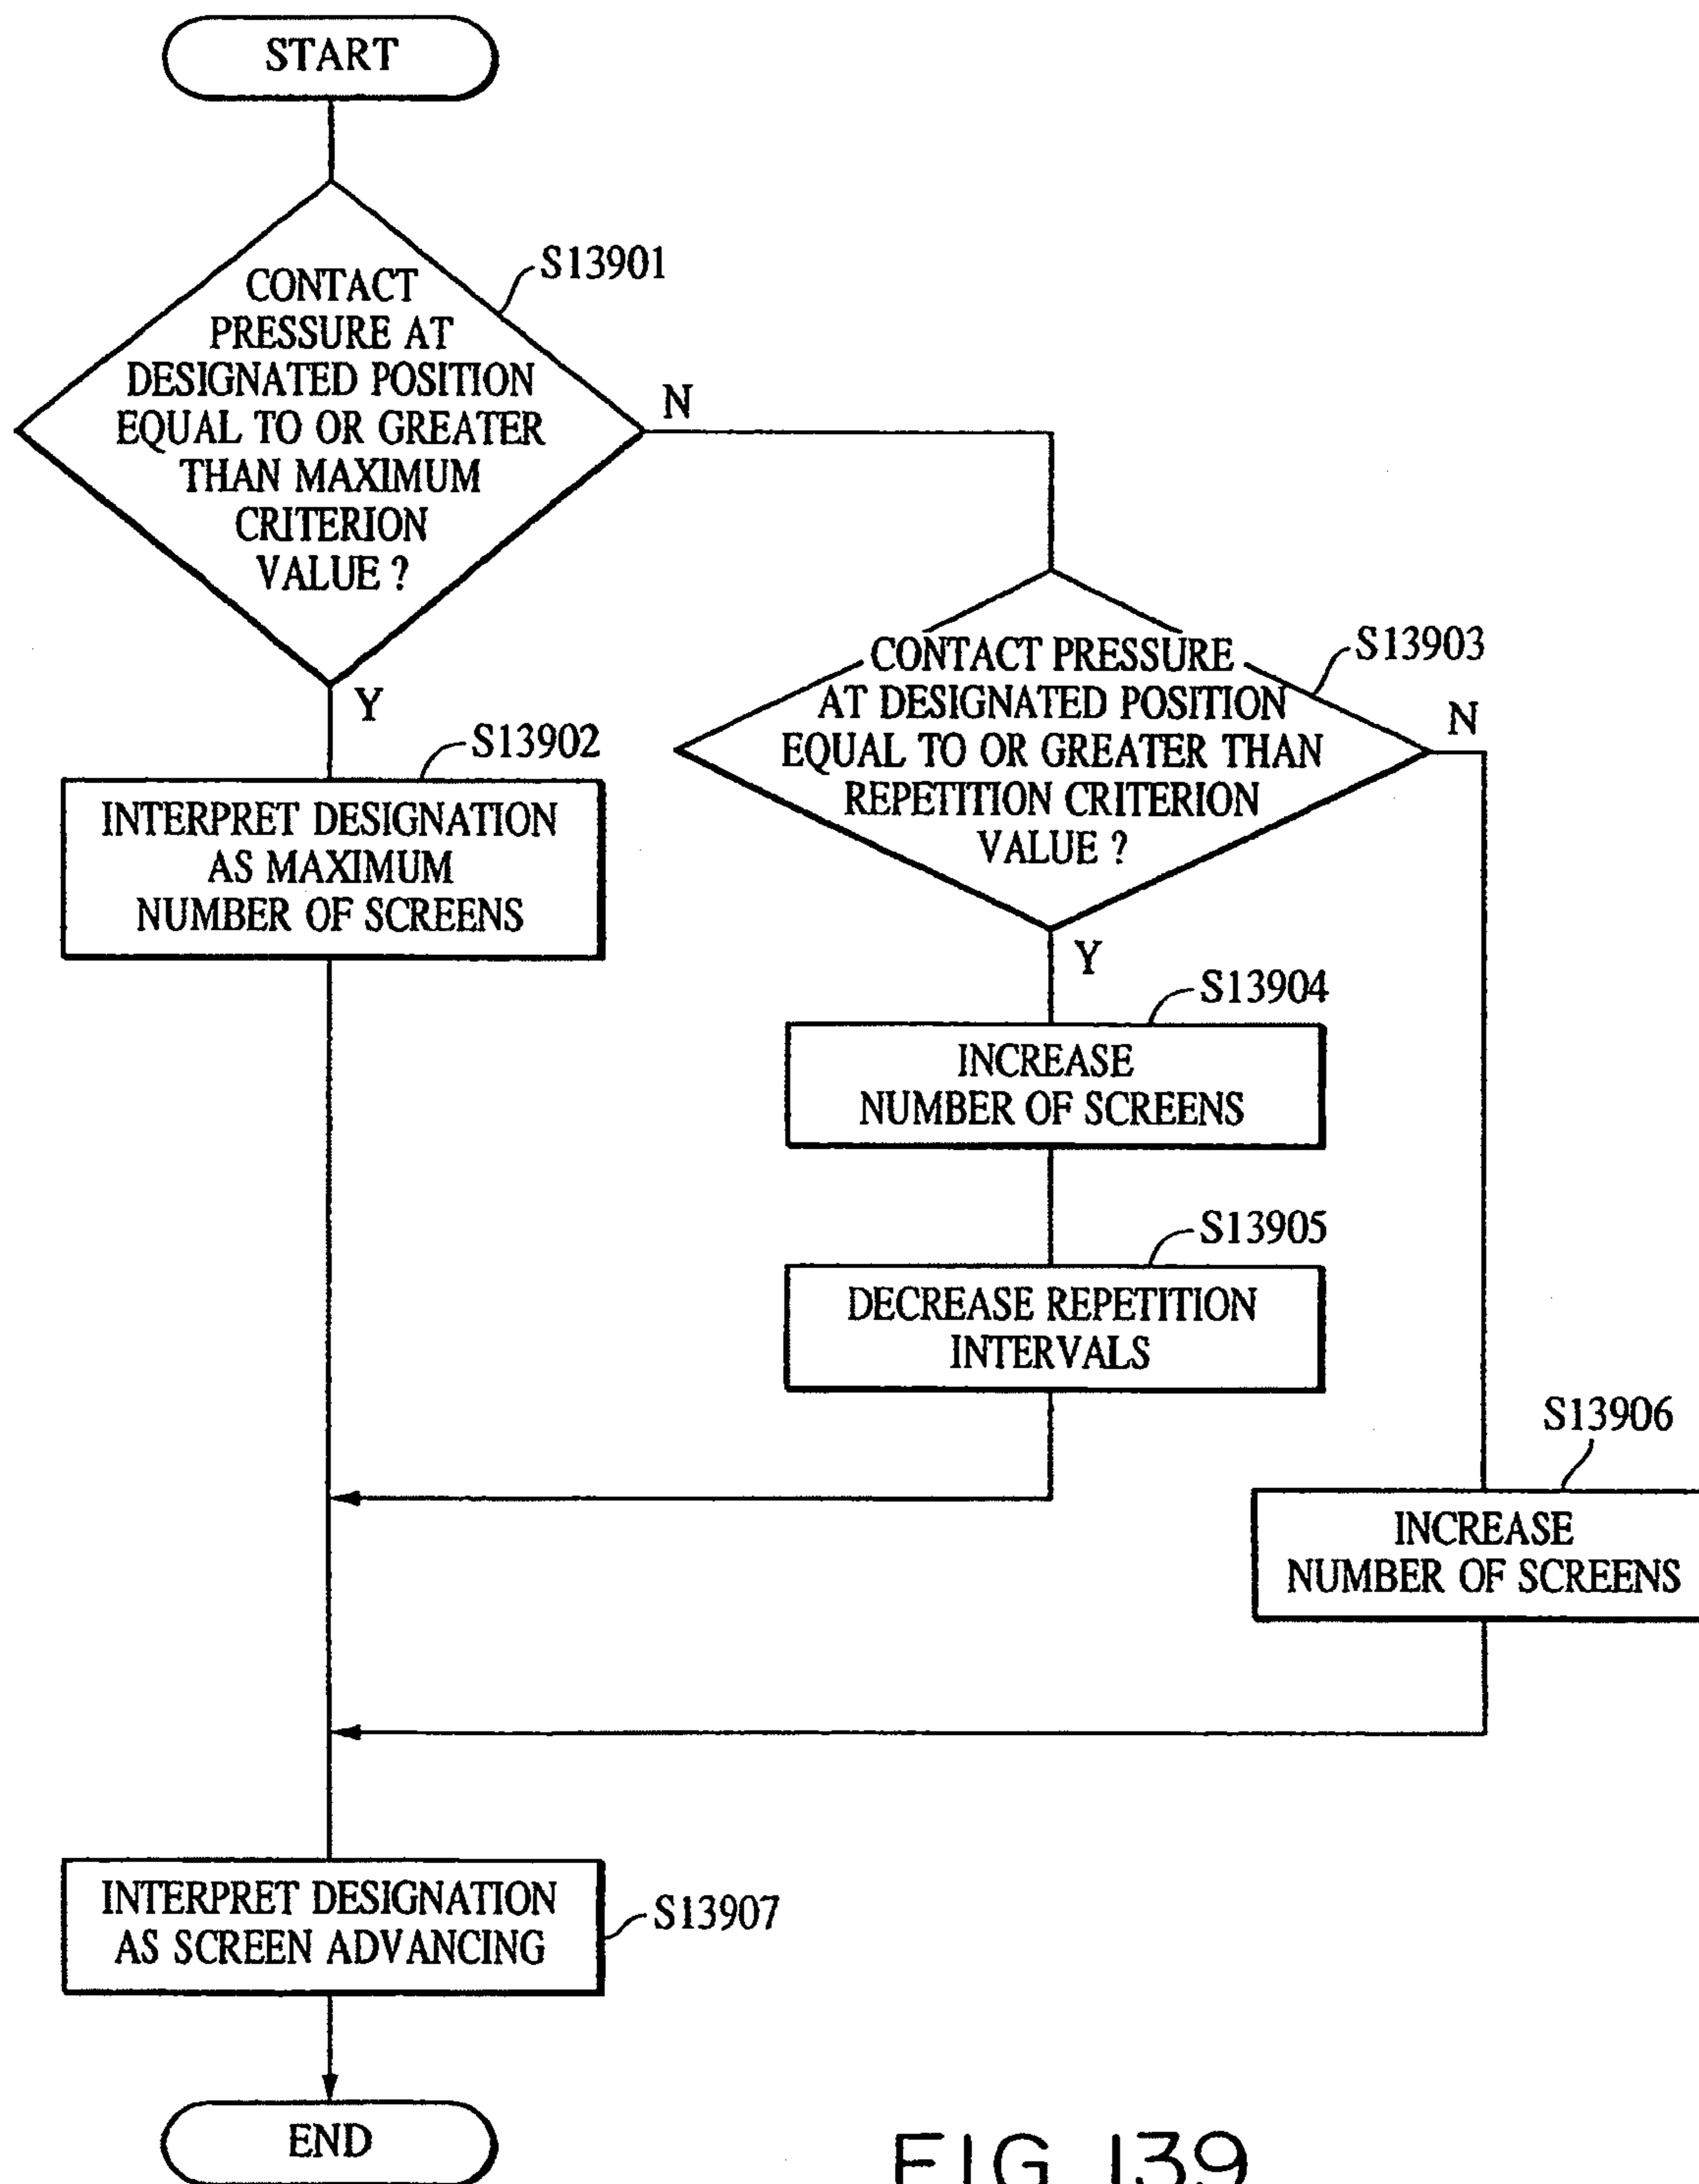 START
CONTACT
PRESSURE AT
DESIGNATED POSITION
EQUAL TO OR GREATER
THAN MAXIMUM
CRITERION
VALUE ?
S13901
N
Y
S13902
INTERPRET DESIGNATION
AS MAXIMUM
NUMBER OF SCREENS
CONTACT PRESSURE
AT DESIGNATED POSITION
EQUAL TO OR GREATER THAN
REPETITION CRITERION
VALUE ?
S13903
N
Y
S13904
INCREASE
NUMBER OF SCREENS
S13905
DECREASE REPETITION
INTERVALS
S13906
INCREASE
NUMBER OF SCREENS
INTERPRET DESIGNATION
AS SCREEN ADVANCING
S13907
END
FIG 139